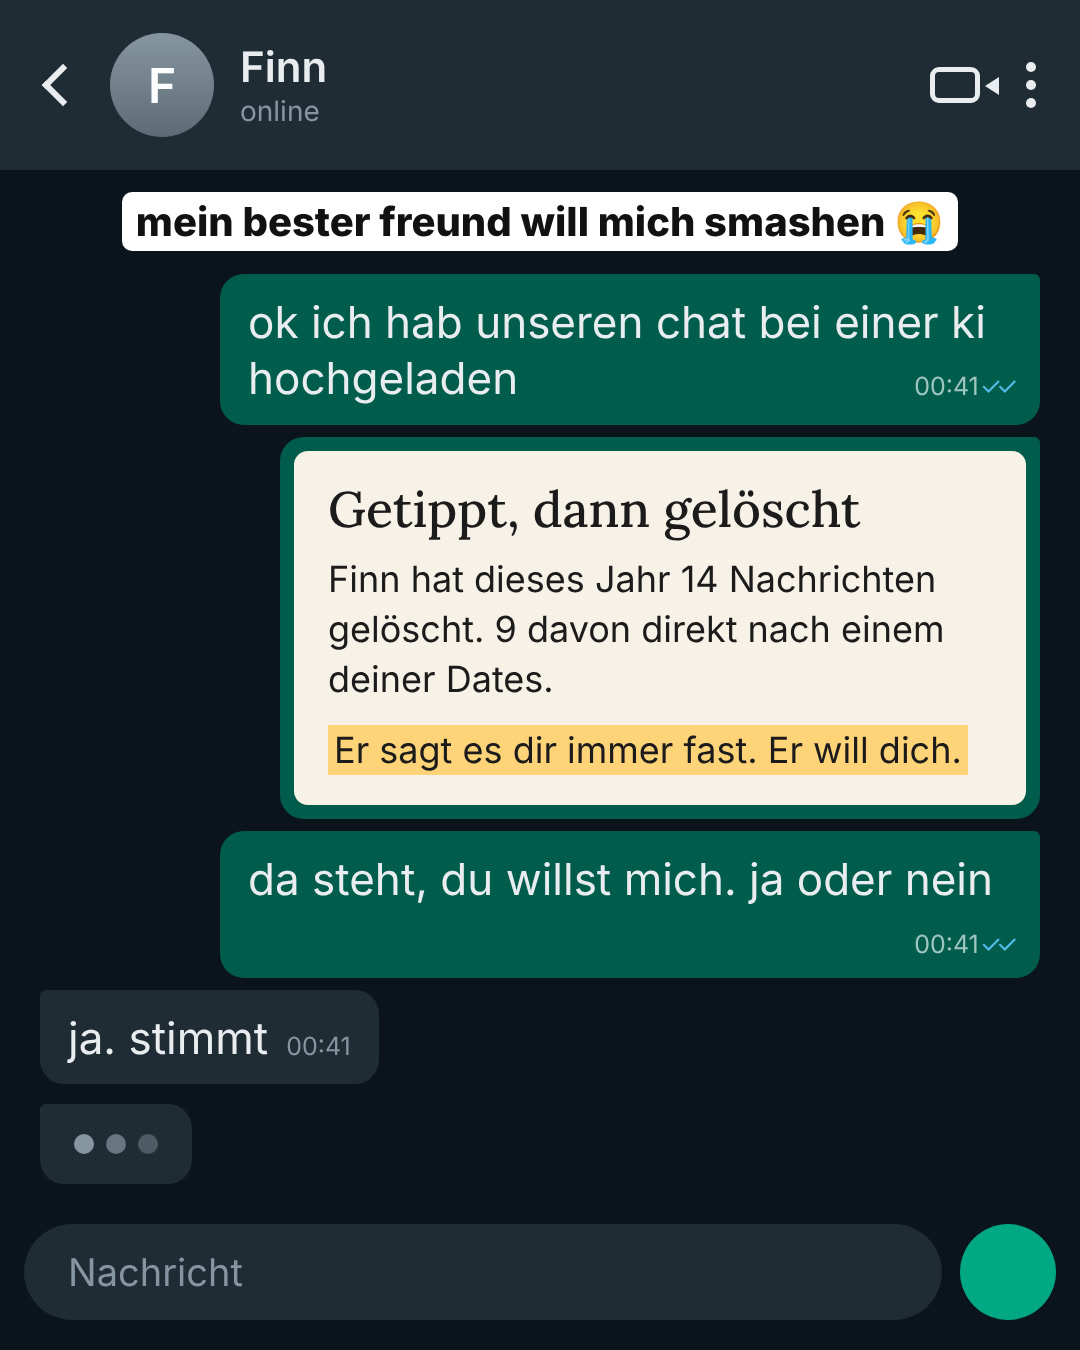 F
Finn
online
mein bester freund will mich smashen 😭
ok ich hab unseren chat bei einer ki
hochgeladen
00:41
Getippt, dann gelöscht
Finn hat dieses Jahr 14 Nachrichten
gelöscht. 9 davon direkt nach einem
deiner Dates.
Er sagt es dir immer fast. Er will dich.
da steht, du willst mich. ja oder nein
00:41
ja. stimmt 00:41
Nachricht